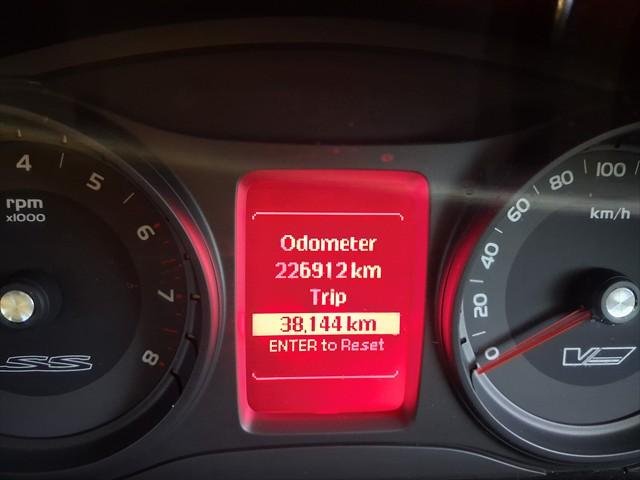 4
5
6
7
8
rpm
x1000
SS
Odometer
226912 km
Trip
38,144 km
ENTER to Reset
0
20
40
60
80
100
km/h
V